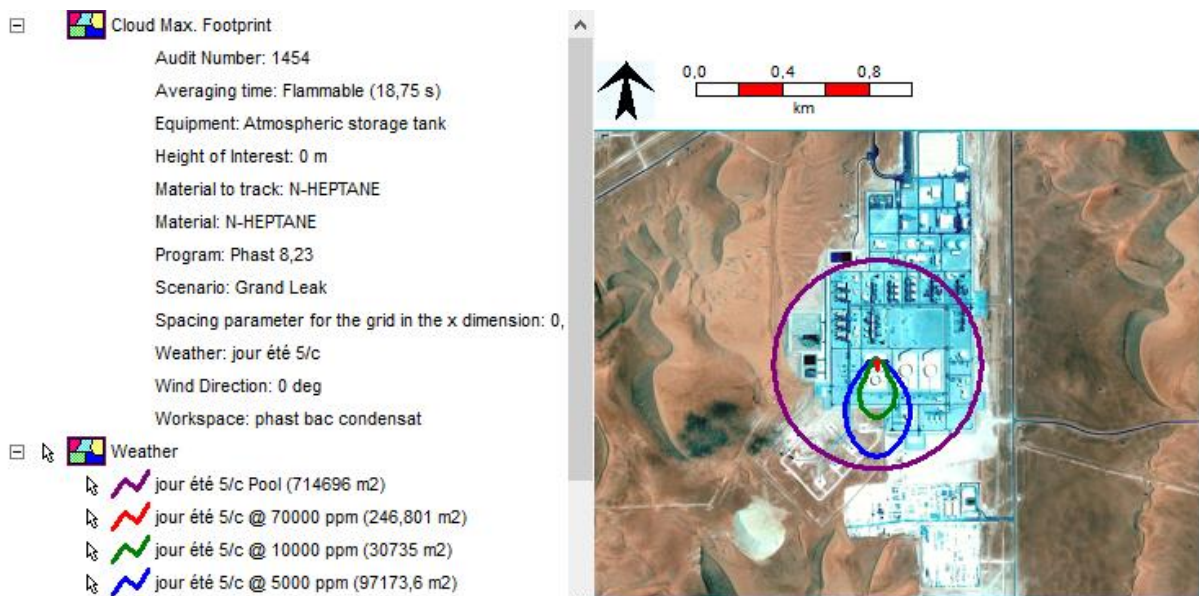 Cloud Max. Footprint
Audit Number: 1454
Averaging time: Flammable (18,75 s)
Equipment: Atmospheric storage tank
Height of Interest: 0 m
Material to track: N-HEPTANE
Material: N-HEPTANE
Program: Phast 8,23
Scenario: Grand Leak
Spacing parameter for the grid in the x dimension: 0,
Weather: jour été 5/c
Wind Direction: 0 deg
Workspace: phast bac condensat
Weather
jour été 5/c Pool (714696 m2)
jour été 5/c @ 70000 ppm (246,801 m2)
jour été 5/c @ 10000 ppm (30735 m2)
jour été 5/c @ 5000 ppm (97173,6 m2)
0,0 0,4 0,8
km